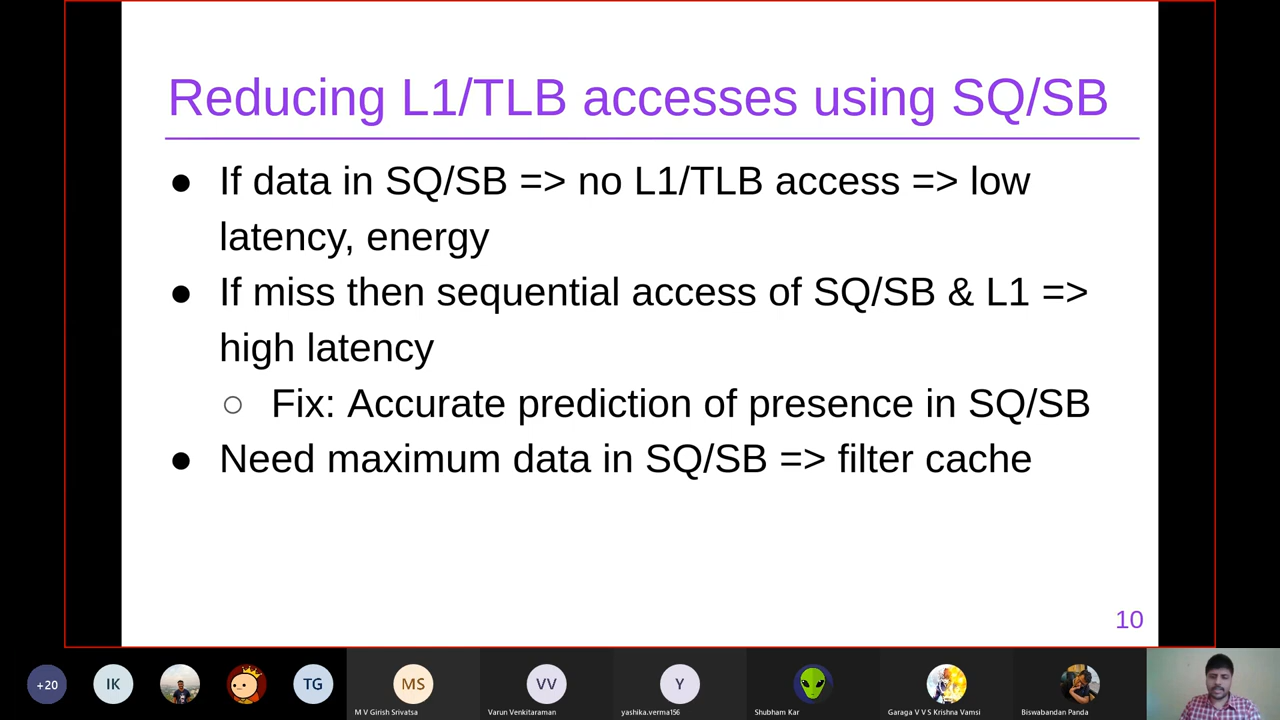 Reducing L1/TLB accesses using SQ/SB
● If data in SQ/SB => no L1/TLB access => low
latency, energy
● If miss then sequential access of SQ/SB & L1 =>
high latency
○ Fix: Accurate prediction of presence in SQ/SB
● Need maximum data in SQ/SB => filter cache
10
+20
IK
TG
MS
VV
Y
M V Girish Srivatsa
Varun Venkitaraman
yashika.verma156
Shubham Kar
Garaga V V S Krishna Vamsi
Biswabandan Panda